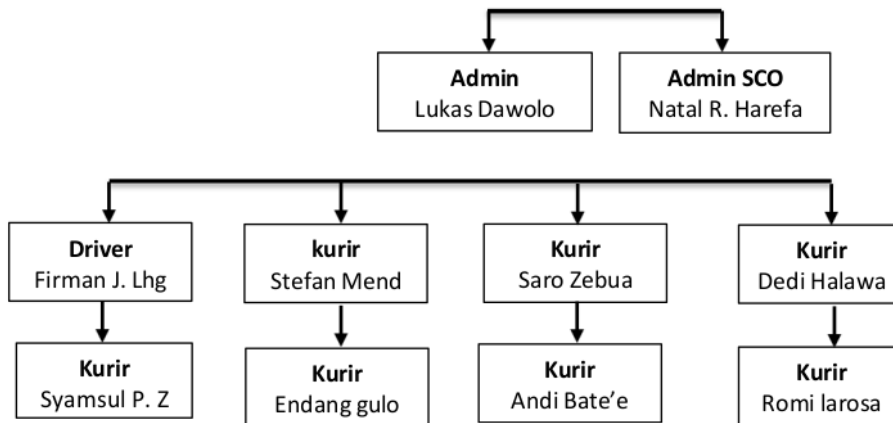 Admin
Lukas Dawolo
Admin SCO
Natal R. Harefa
Driver
Firman J. Lhg
kurir
Stefan Mend
Kurir
Saro Zebua
Kurir
Dedi Halawa
Kurir
Syamsul P. Z
Kurir
Endang gulo
Kurir
Andi Bate’e
Kurir
Romi larosa